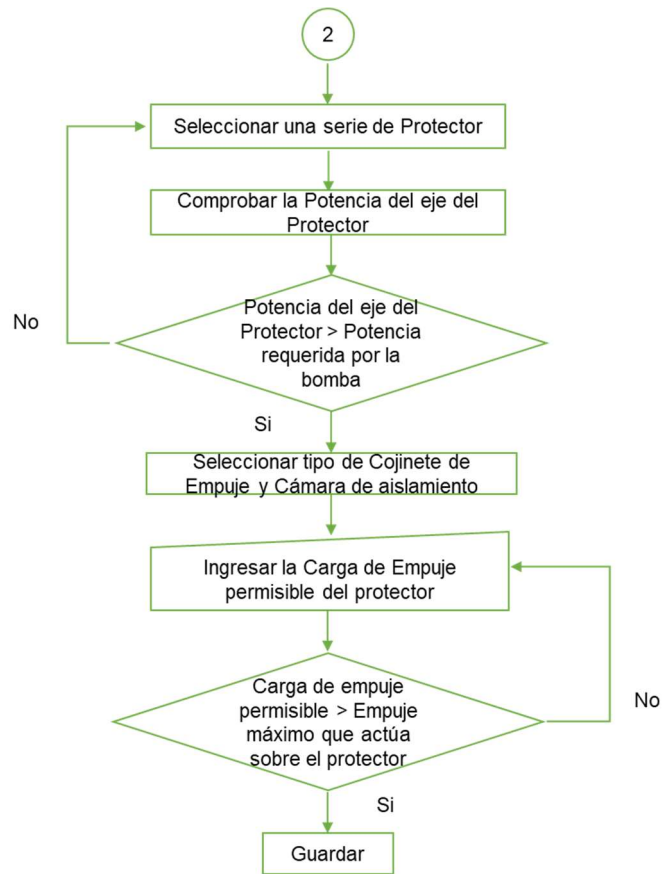 2
Seleccionar una serie de Protector
Comprobar la Potencia del eje del
Protector
Potencia del eje del
Protector > Potencia
requerida por la
bomba
No
Si
Seleccionar tipo de Cojinete de
Empuje y Cámara de aislamiento
Ingresar la Carga de Empuje
permisible del protector
Carga de empuje
permisible > Empuje
máximo que actúa
sobre el protector
No
Si
Guardar